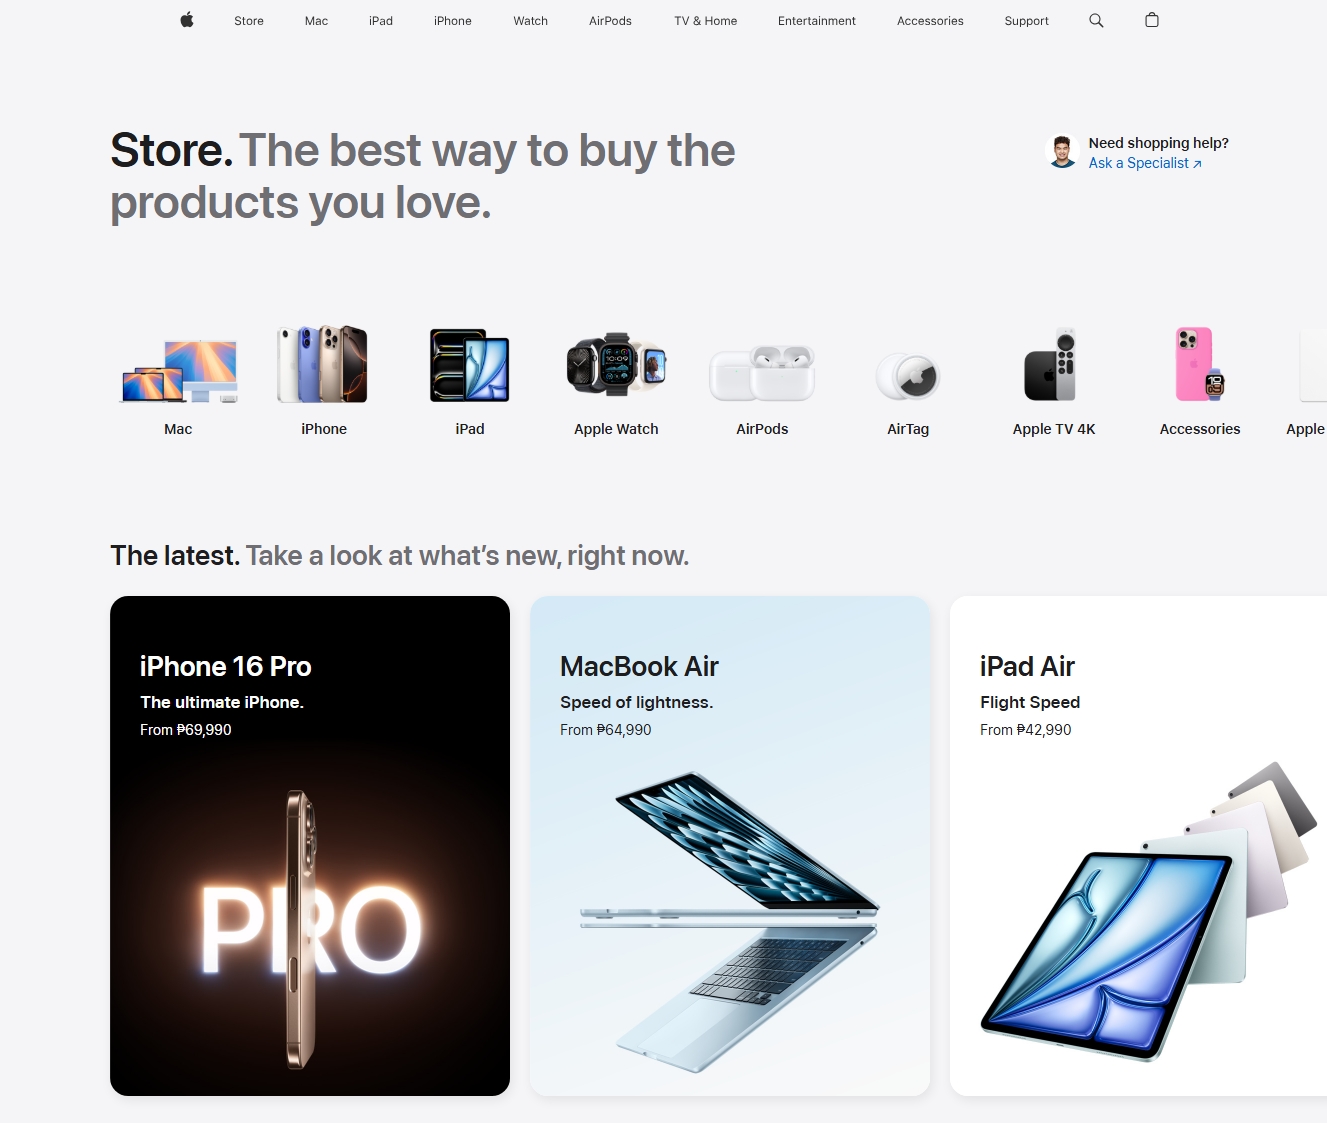 Store Mac iPad iPhone Watch AirPods TV & Home Entertainment Accessories Support
Store. The best way to buy the
products you love.
Need shopping help?
Ask a Specialist ↗
Mac iPhone iPad Apple Watch AirPods AirTag Apple TV 4K Accessories Apple
The latest. Take a look at what’s new, right now.
iPhone 16 Pro
The ultimate iPhone.
From ₱69,990
PRO
MacBook Air
Speed of lightness.
From ₱64,990
iPad Air
Flight Speed
From ₱42,990